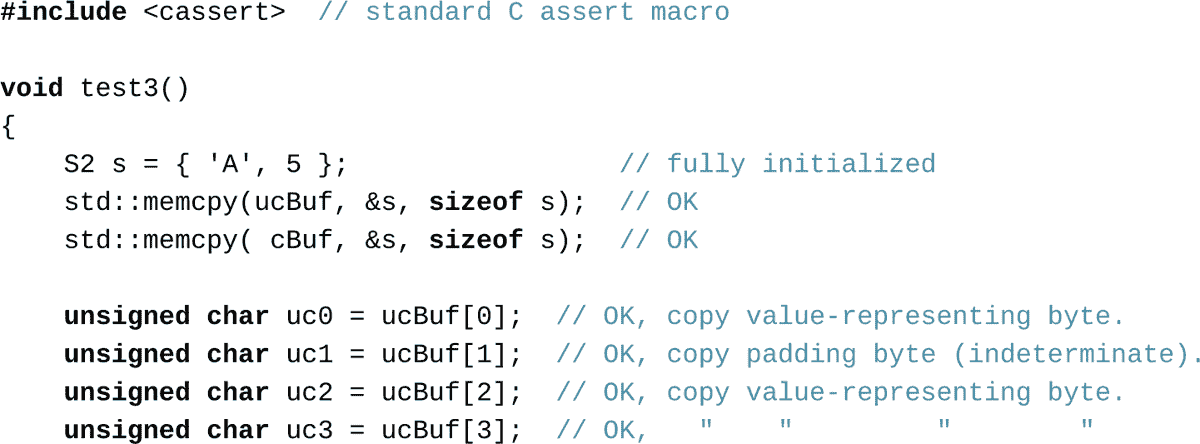 #include <cassert>  // standard C assert macro
void test3()
{
    S2 s = { 'A', 5 };                 // fully initialized
    std::memcpy(ucBuf, &s, sizeof s);  // OK
    std::memcpy( cBuf, &s, sizeof s);  // OK
    unsigned char uc0 = ucBuf[0];  // OK, copy value-representing byte.
    unsigned char uc1 = ucBuf[1];  // OK, copy padding byte (indeterminate).
    unsigned char uc2 = ucBuf[2];  // OK, copy value-representing byte.
    unsigned char uc3 = ucBuf[3];  // OK,   "    "         "        "